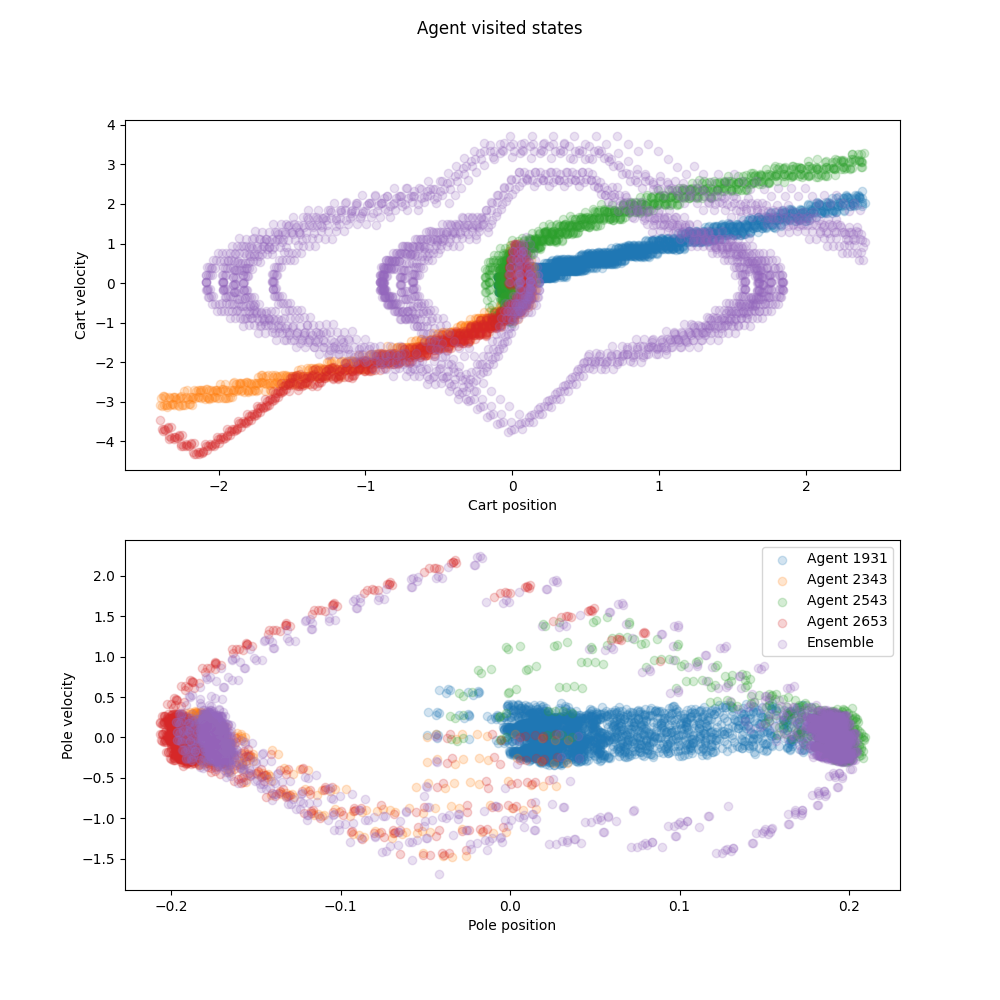 Agent visited states
4
3
2
1
0
−1
−2
−3
−4
Cart velocity
−2
−1
0
1
2
Cart position
2.0
1.5
1.0
0.5
0.0
−0.5
−1.0
−1.5
Pole velocity
Agent 1931
Agent 2343
Agent 2543
Agent 2653
Ensemble
−0.2
−0.1
0.0
0.1
0.2
Pole position